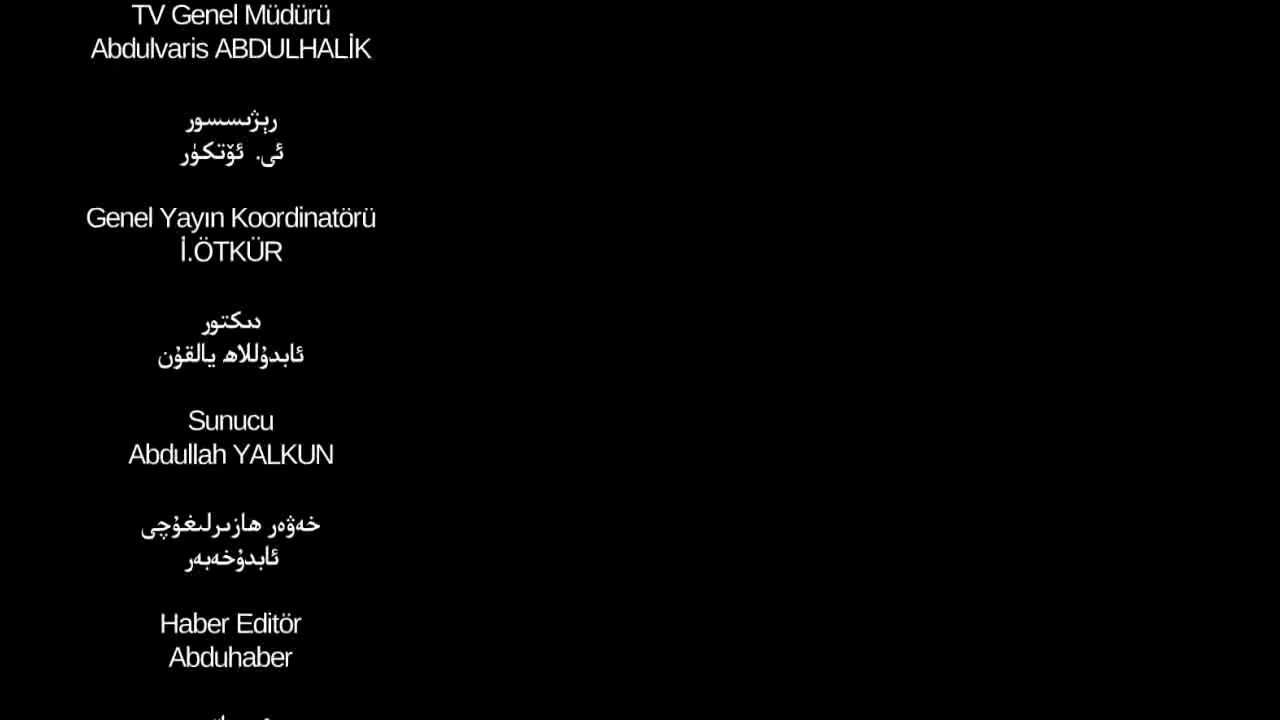 TV Genel Müdürü
Abdulvaris ABDULHALİK
رېژىسسور
ئى. ئۆتكۈر
Genel Yayın Koordinatörü
İ.ÖTKÜR
دىكتور
ئابدۇللاھ يالقۇن
Sunucu
Abdullah YALKUN
خەۋەر ھازىرلىغۇچى
ئابدۇخەبەر
Haber Editör
Abduhaber